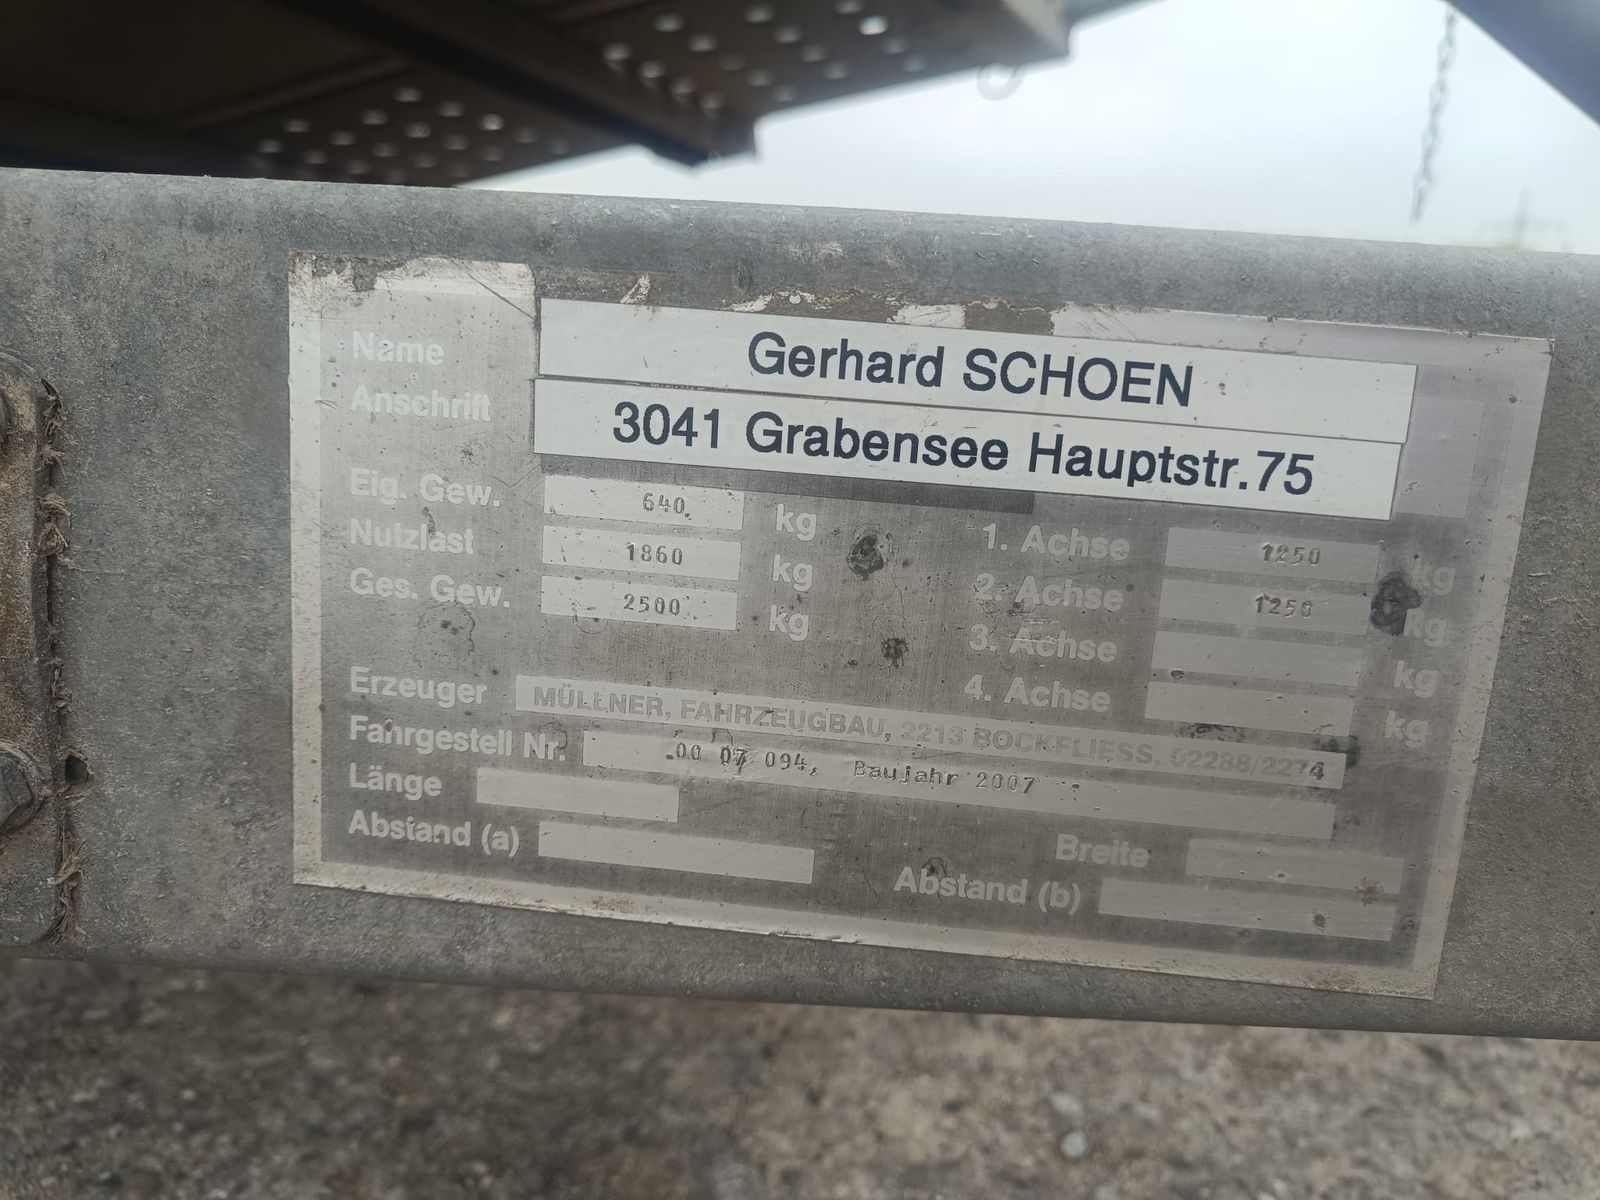 Name Gerhard SCHOEN
Anschrift 3041 Grabensee Hauptstr.75
Eig. Gew. 640 kg 1. Achse 1250 kg
Nutzlast 1860 kg 2. Achse 1250 kg
Ges. Gew. 2500 kg 3. Achse kg
4. Achse kg
Erzeuger MÜLLNER, FAHRZEUGBAU, 2213 BOCKFLIESS, 02288/2274
Fahrgestell Nr. 00 07 094, Baujahr 2007
Länge Breite
Abstand (a) Abstand (b)